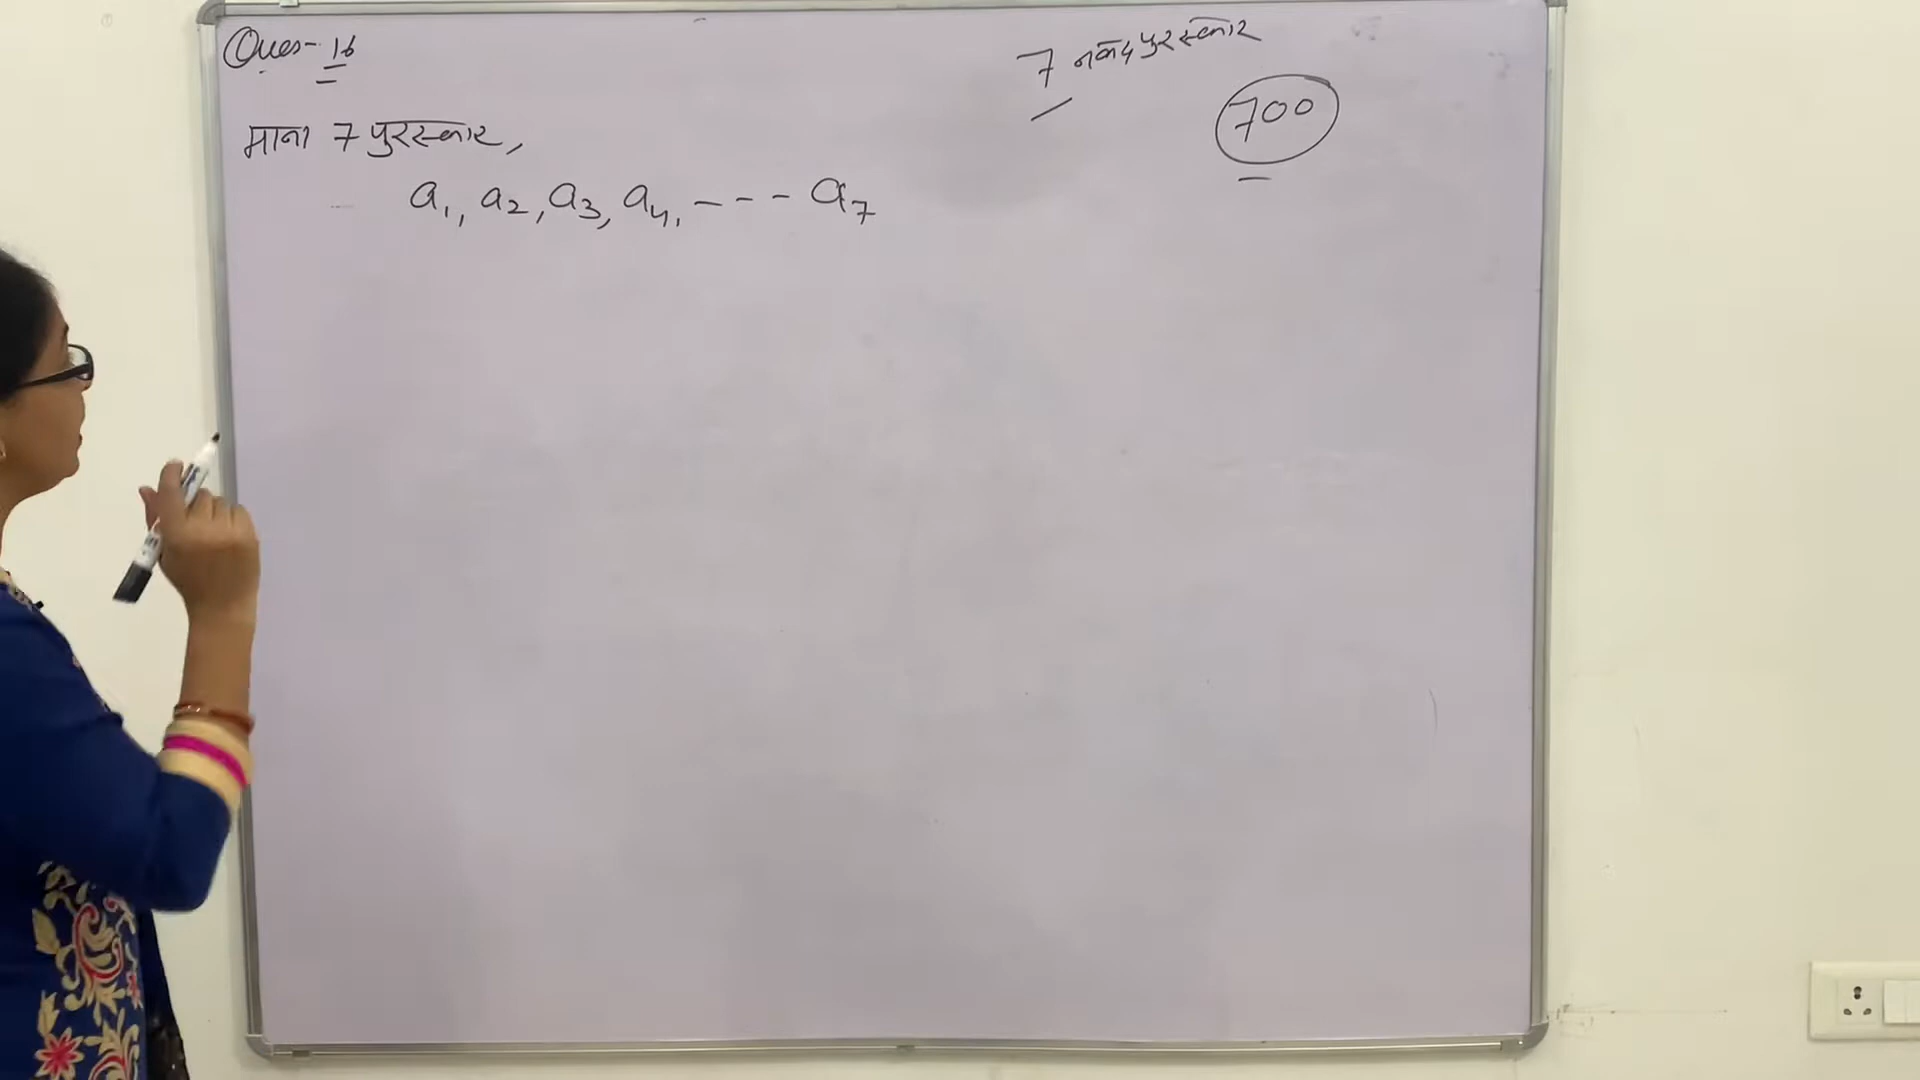 Ques- 16
7 नकद पुरस्कार
700
माना 7 पुरस्कार,
a₁, a₂, a₃, a₄, - - - a₇